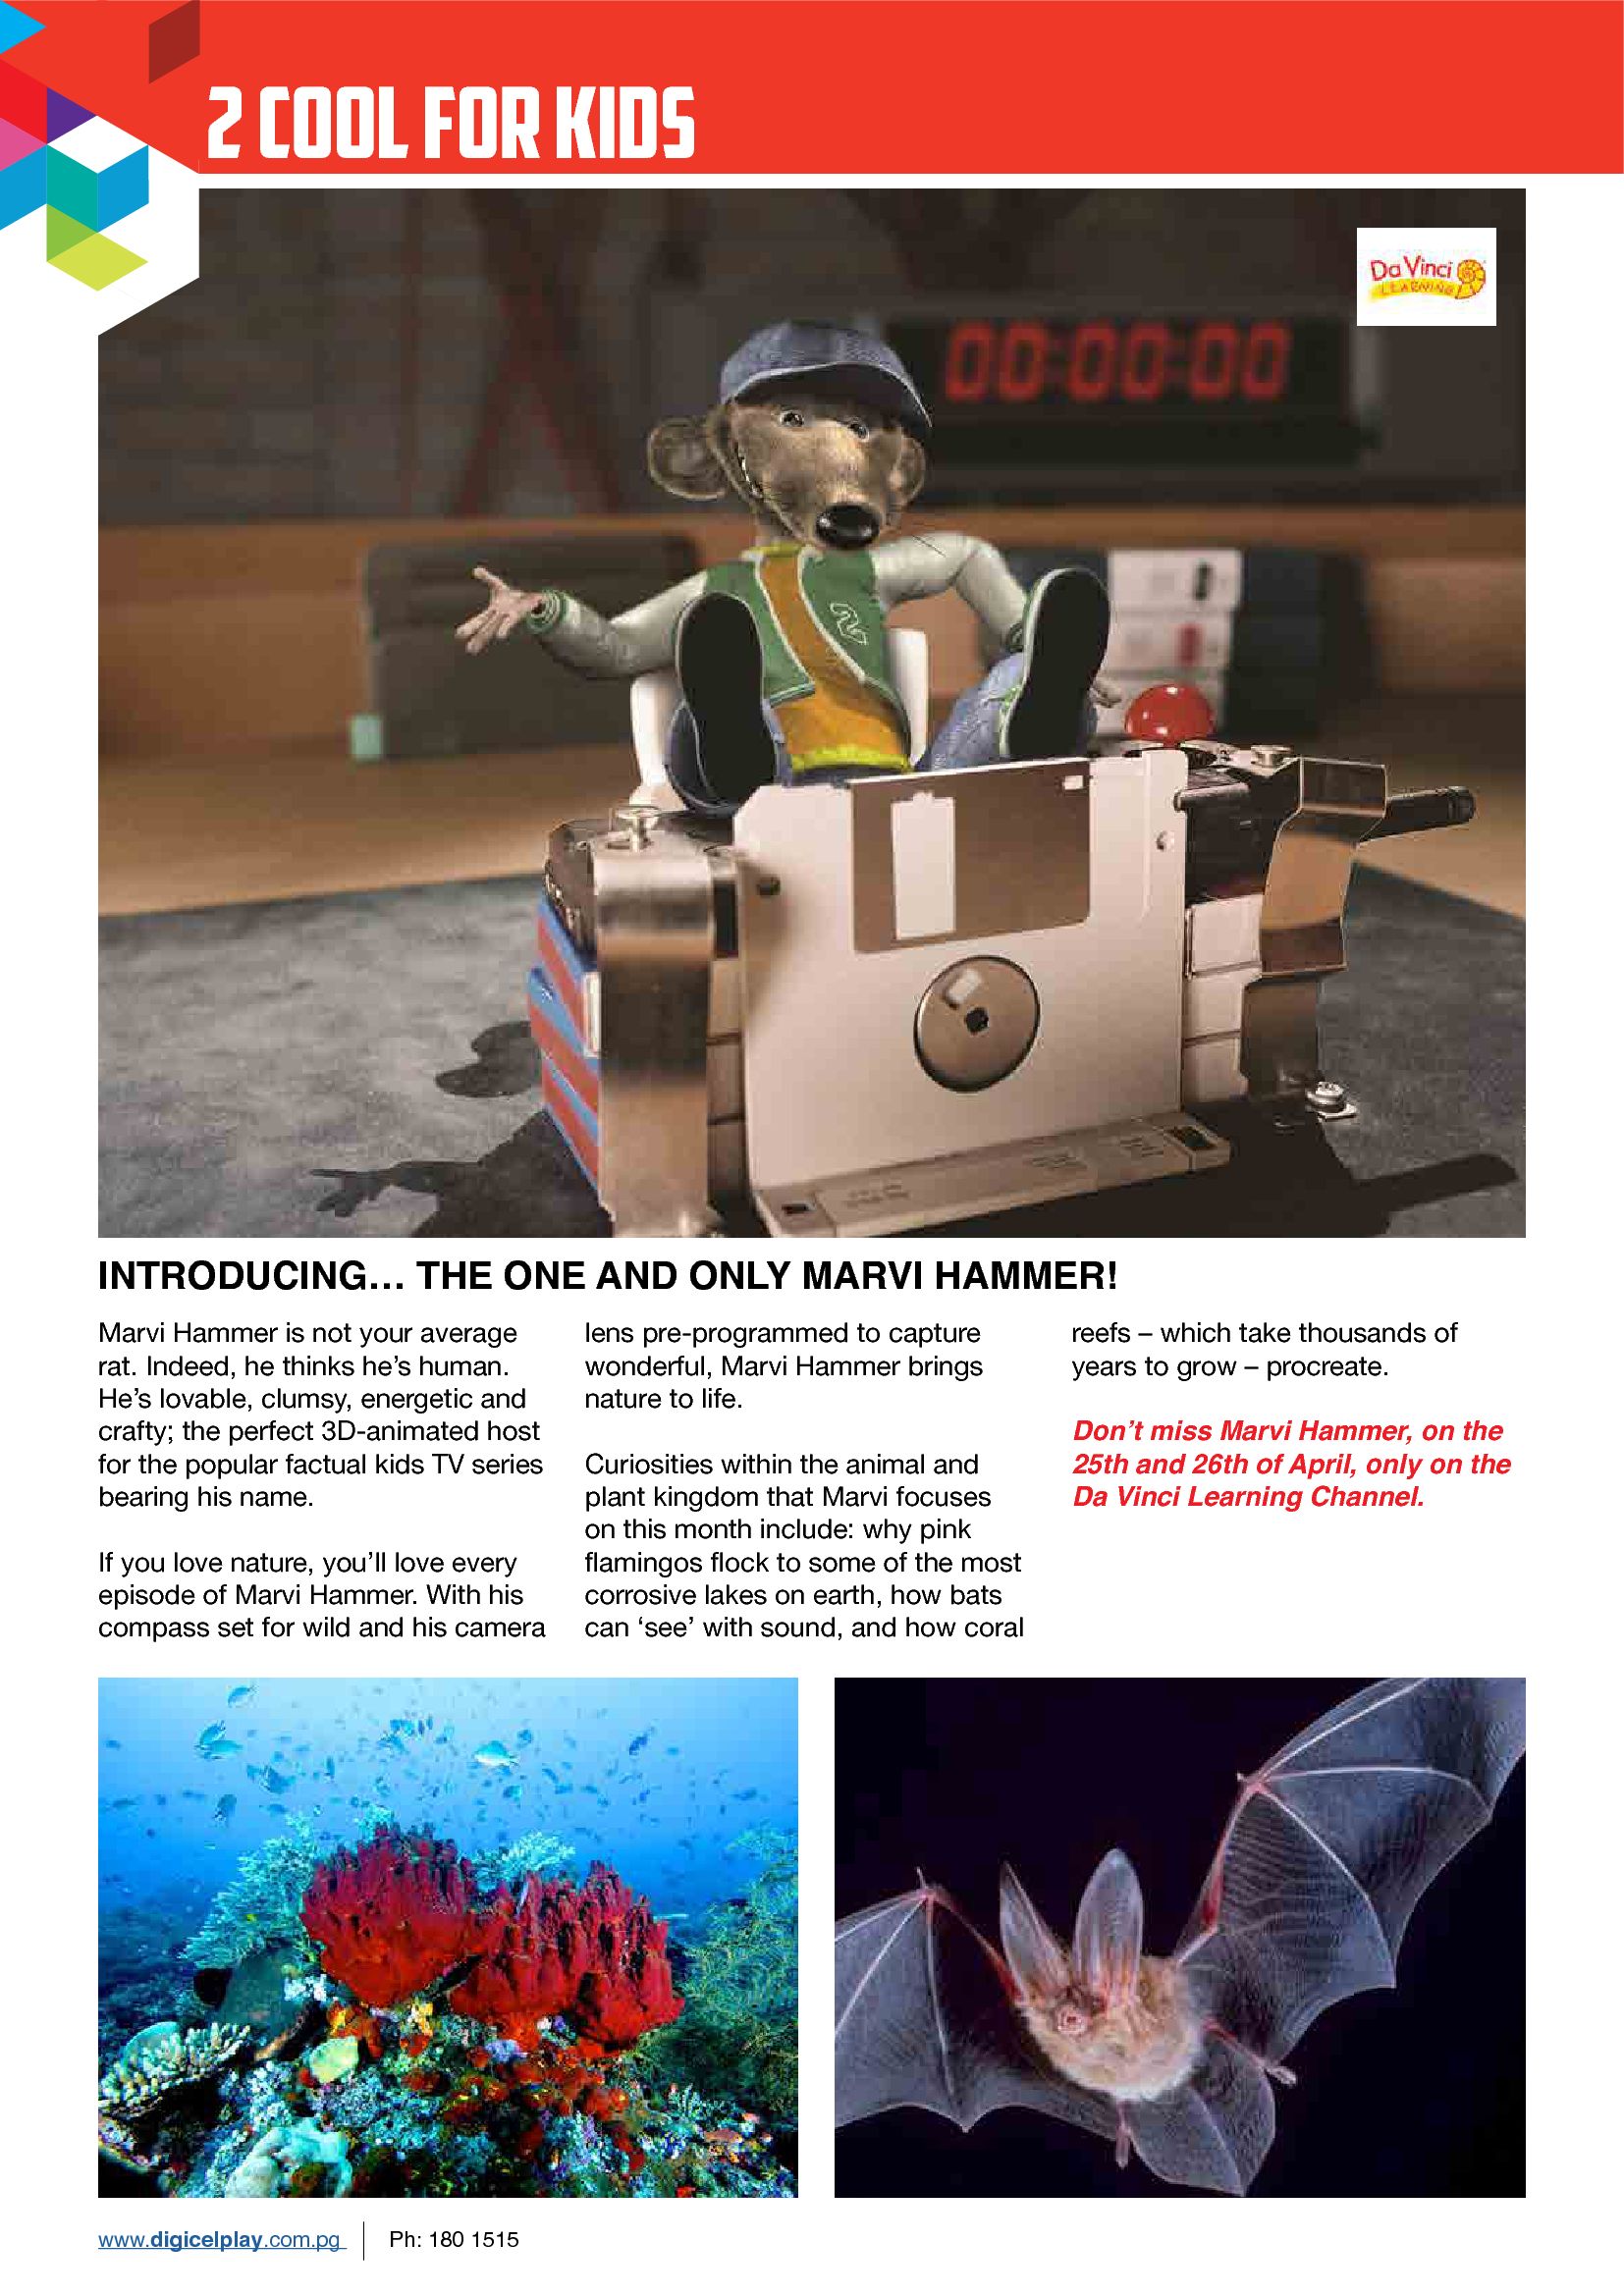 2 COOL FOR KIDS
Da Vinci
LEARNING
00:00:00
INTRODUCING… THE ONE AND ONLY MARVI HAMMER!
Marvi Hammer is not your average
rat. Indeed, he thinks he’s human.
He’s lovable, clumsy, energetic and
crafty; the perfect 3D-animated host
for the popular factual kids TV series
bearing his name.
If you love nature, you’ll love every
episode of Marvi Hammer. With his
compass set for wild and his camera
lens pre-programmed to capture
wonderful, Marvi Hammer brings
nature to life.
Curiosities within the animal and
plant kingdom that Marvi focuses
on this month include: why pink
flamingos flock to some of the most
corrosive lakes on earth, how bats
can ‘see’ with sound, and how coral
reefs – which take thousands of
years to grow – procreate.
Don’t miss Marvi Hammer, on the
25th and 26th of April, only on the
Da Vinci Learning Channel.
www.digicelplay.com.pg
Ph: 180 1515